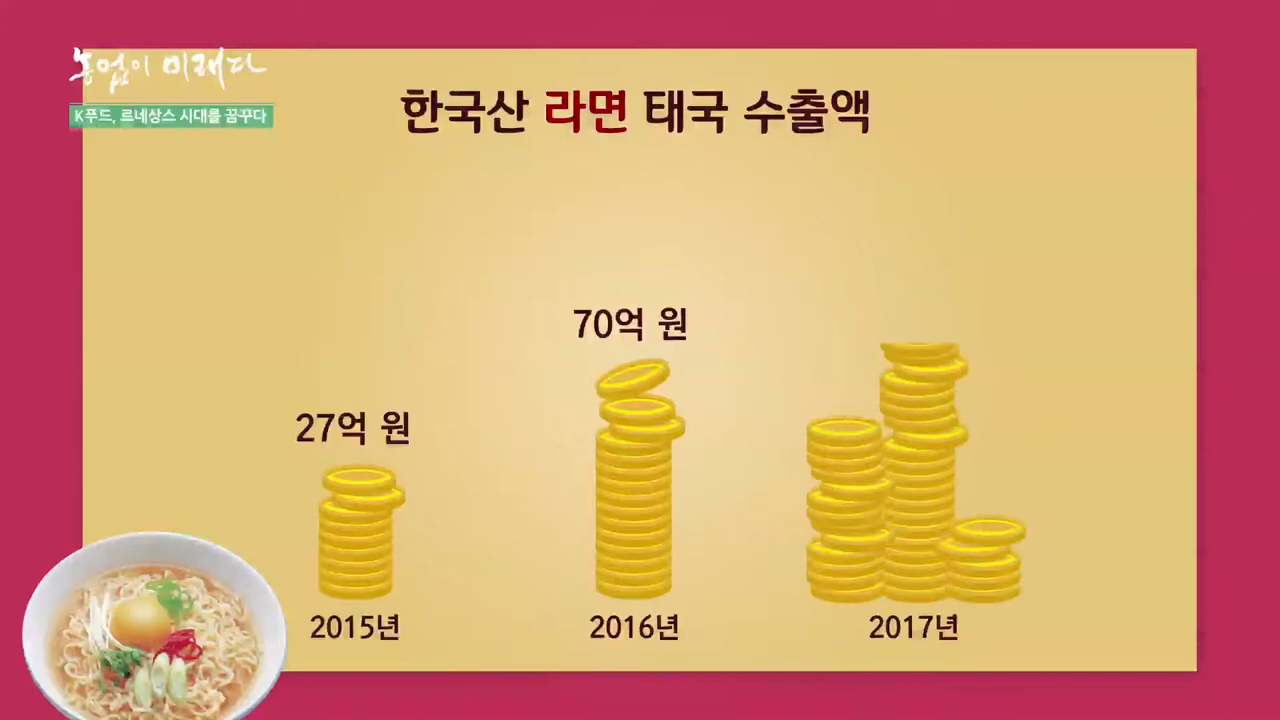 농업이 미래다
K푸드, 르네상스 시대를 꿈꾸다
한국산 라면 태국 수출액
27억 원
70억 원
2015년
2016년
2017년